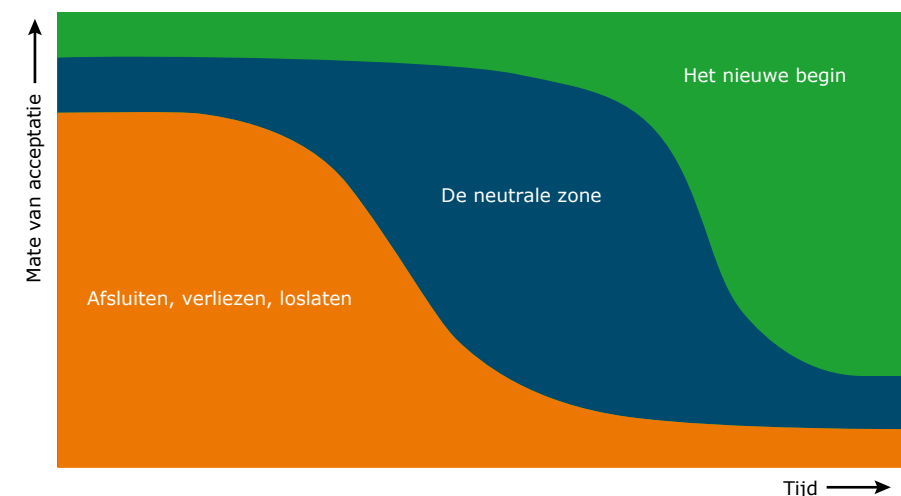 Het nieuwe begin
Mate van acceptatie
De neutrale zone
Afsluiten, verliezen, loslaten
Tijd